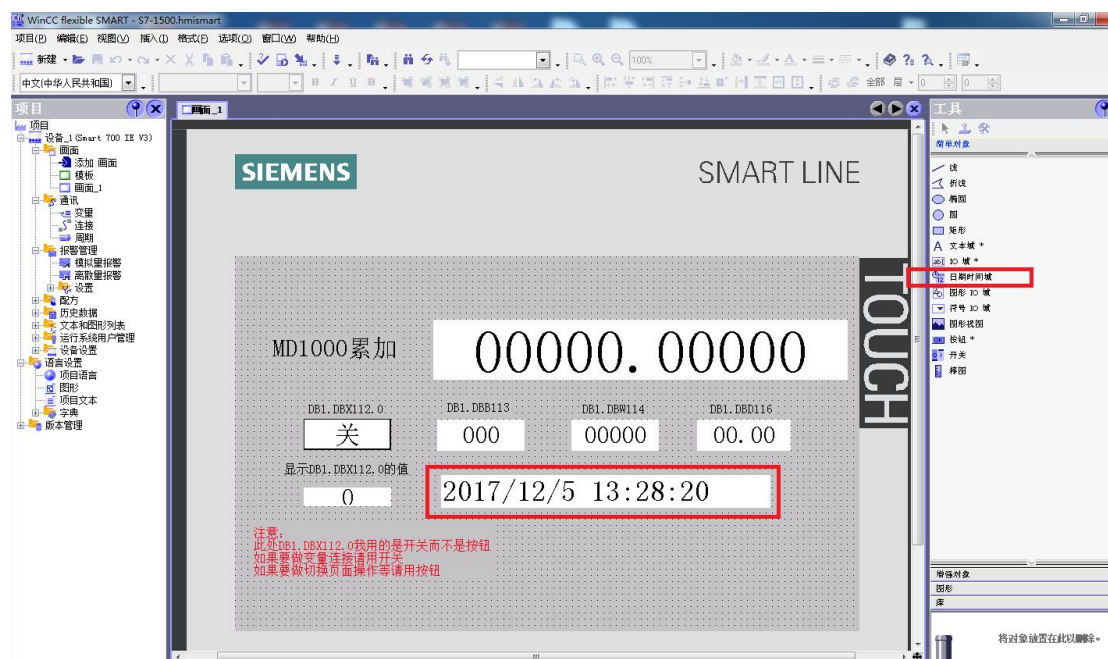 WinCC flexible SMART - S7-1500.hmismart
项目(P) 编辑(E) 视图(V) 插入(I) 格式(F) 选项(O) 窗口(W) 帮助(H)
新建 100%
中文(中华人民共和国) B I U 全部 层 0 0
项目
画面_1
工具
项目
设备_1(Smart 700 IE V3)
画面
添加 画面
模板
画面_1
通讯
变量
连接
周期
报警管理
模拟量报警
离散量报警
设置
配方
历史数据
文本和图形列表
运行系统用户管理
设备设置
语言设置
项目语言
图形
项目文本
字典
版本管理
SIEMENS
SMART LINE
TOUCH
MD1000累加
00000.00000
DB1.DBX112.0 DB1.DBB113 DB1.DBW114 DB1.DBD116
关 000 00000 00.00
显示DB1.DBX112.0的值
0
2017/12/5 13:28:20
注意:
此处DB1.DBX112.0我用的是开关而不是按钮
如果要做变量连接请用开关
如果要做切换页面操作等请用按钮
简单对象
线
折线
椭圆
圆
矩形
文本域 *
IO 域 *
日期时间域
图形 IO 域
符号 IO 域
图形视图
按钮 *
开关
棒图
增强对象
图形
库
将对象放置在此以删除。